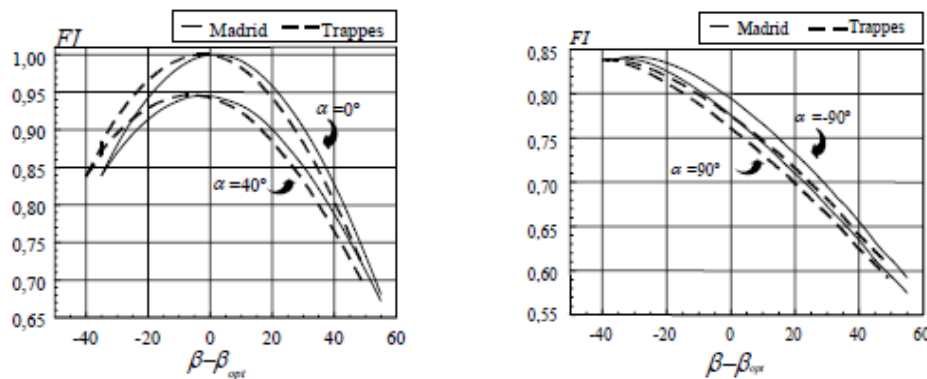 Madrid Trappes
FI
1,00
0,95
0,90
0,85
0,80
0,75
0,70
0,65
-40 -20 0 20 40 60
α=0°
α=40°
β−βopt
Madrid Trappes
FI
0,85
0,80
0,75
0,70
0,65
0,60
0,55
-40 -20 0 20 40 60
α=-90°
α=90°
β−βopt